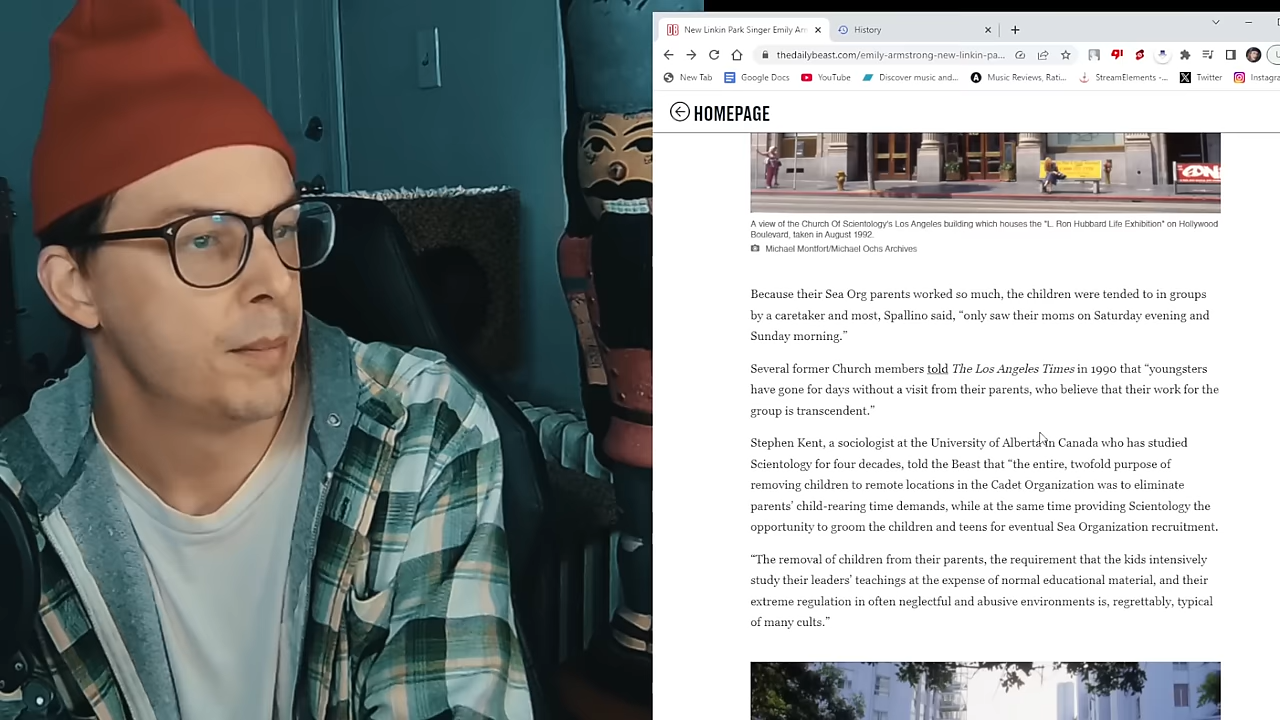 New Linkin Park Singer Emily Arm
History
thedailybeast.com/emily-armstrong-new-linkin-pa...
New Tab
Google Docs
YouTube
Discover music and...
Music Reviews, Rati...
StreamElements -...
Twitter
Instagra
HOMEPAGE
A view of the Church Of Scientology's Los Angeles building which houses the "L. Ron Hubbard Life Exhibition" on Hollywood
Boulevard, taken in August 1992.
Michael Montfort/Michael Ochs Archives
Because their Sea Org parents worked so much, the children were tended to in groups
by a caretaker and most, Spallino said, “only saw their moms on Saturday evening and
Sunday morning.”
Several former Church members told The Los Angeles Times in 1990 that “youngsters
have gone for days without a visit from their parents, who believe that their work for the
group is transcendent.”
Stephen Kent, a sociologist at the University of Alberta in Canada who has studied
Scientology for four decades, told the Beast that “the entire, twofold purpose of
removing children to remote locations in the Cadet Organization was to eliminate
parents’ child-rearing time demands, while at the same time providing Scientology the
opportunity to groom the children and teens for eventual Sea Organization recruitment.
“The removal of children from their parents, the requirement that the kids intensively
study their leaders’ teachings at the expense of normal educational material, and their
extreme regulation in often neglectful and abusive environments is, regrettably, typical
of many cults.”